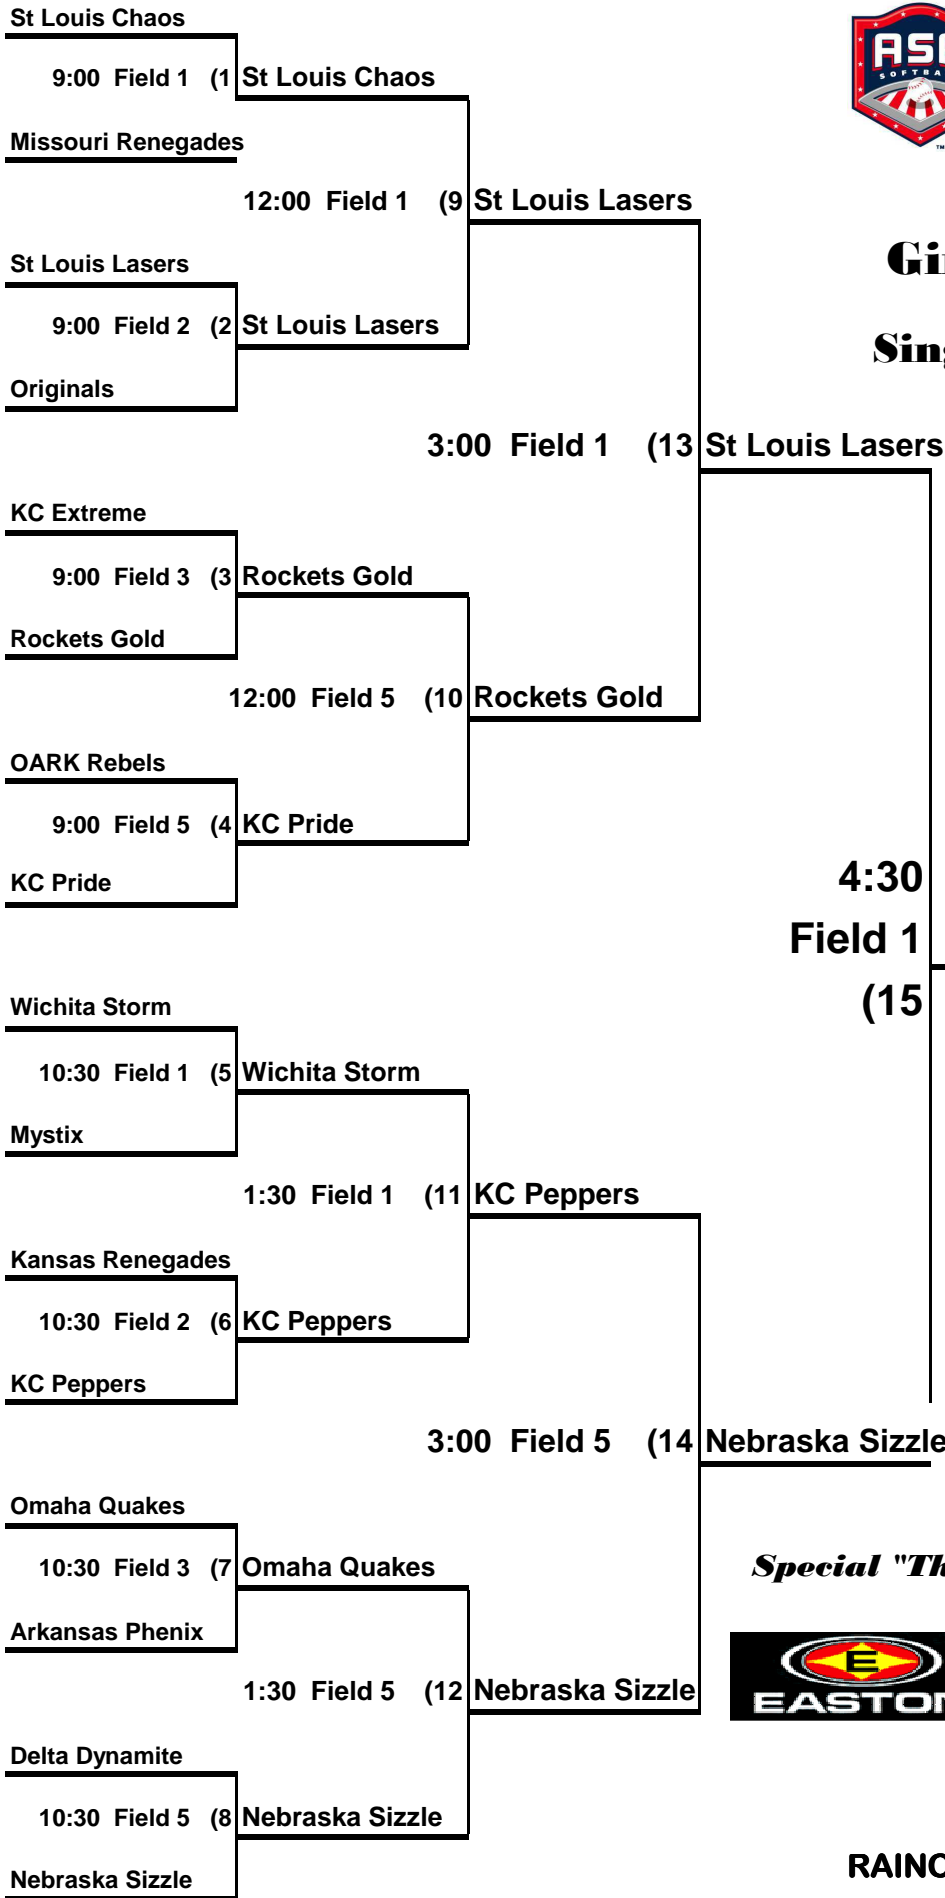 St Louis Chaos
9:00 Field 1 (1 St Louis Chaos
Missouri Renegades
12:00 Field 1 (9 St Louis Lasers
St Louis Lasers
9:00 Field 2 (2 St Louis Lasers
Originals
3:00 Field 1 (13 St Louis Lasers
KC Extreme
9:00 Field 3 (3 Rockets Gold
Rockets Gold
12:00 Field 5 (10 Rockets Gold
OARK Rebels
9:00 Field 5 (4 KC Pride
KC Pride
4:30
Field 1
(15
Wichita Storm
10:30 Field 1 (5 Wichita Storm
Mystix
1:30 Field 1 (11 KC Peppers
Kansas Renegades
10:30 Field 2 (6 KC Peppers
KC Peppers
3:00 Field 5 (14 Nebraska Sizzle
Omaha Quakes
10:30 Field 3 (7 Omaha Quakes
Special "Th
Arkansas Phenix
1:30 Field 5 (12 Nebraska Sizzle
E
EASTON
Delta Dynamite
10:30 Field 5 (8 Nebraska Sizzle
Nebraska Sizzle